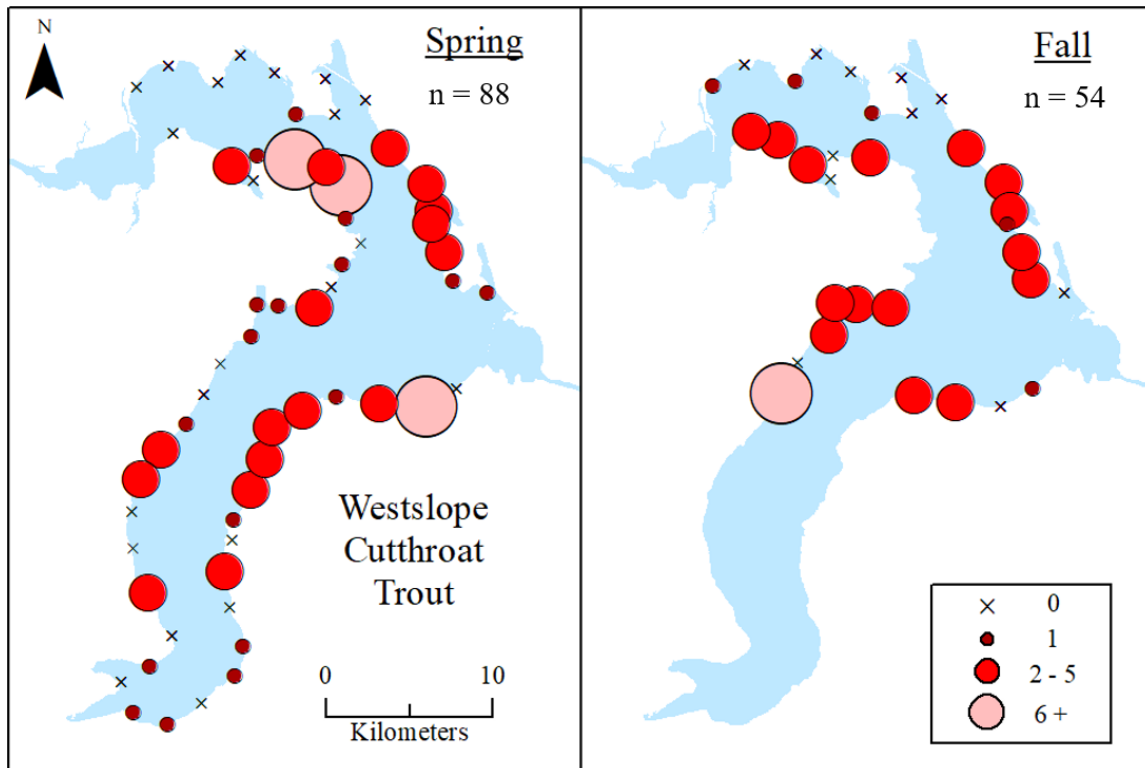 N
Spring
n = 88
Westslope
Cutthroat
Trout
0 10
Kilometers
Fall
n = 54
0
1
2 - 5
6 +